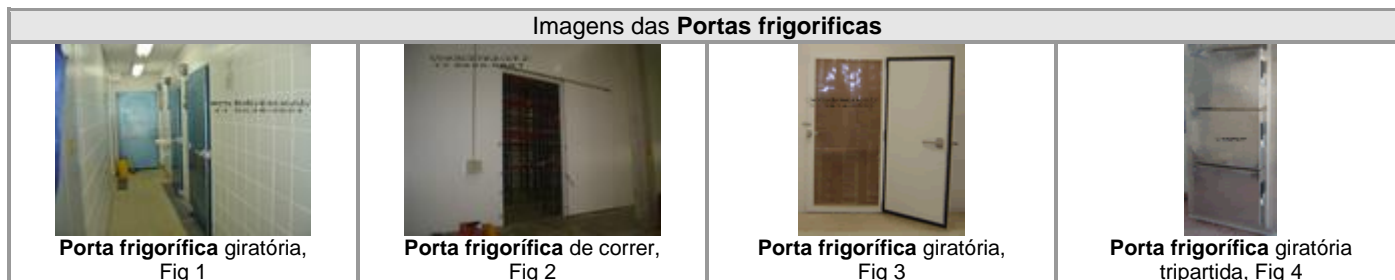 Imagens das Portas frigorificas
Porta frigorífica giratória,
Fig 1
Porta frigorífica de correr,
Fig 2
Porta frigorífica giratória,
Fig 3
Porta frigorífica giratória
tripartida, Fig 4